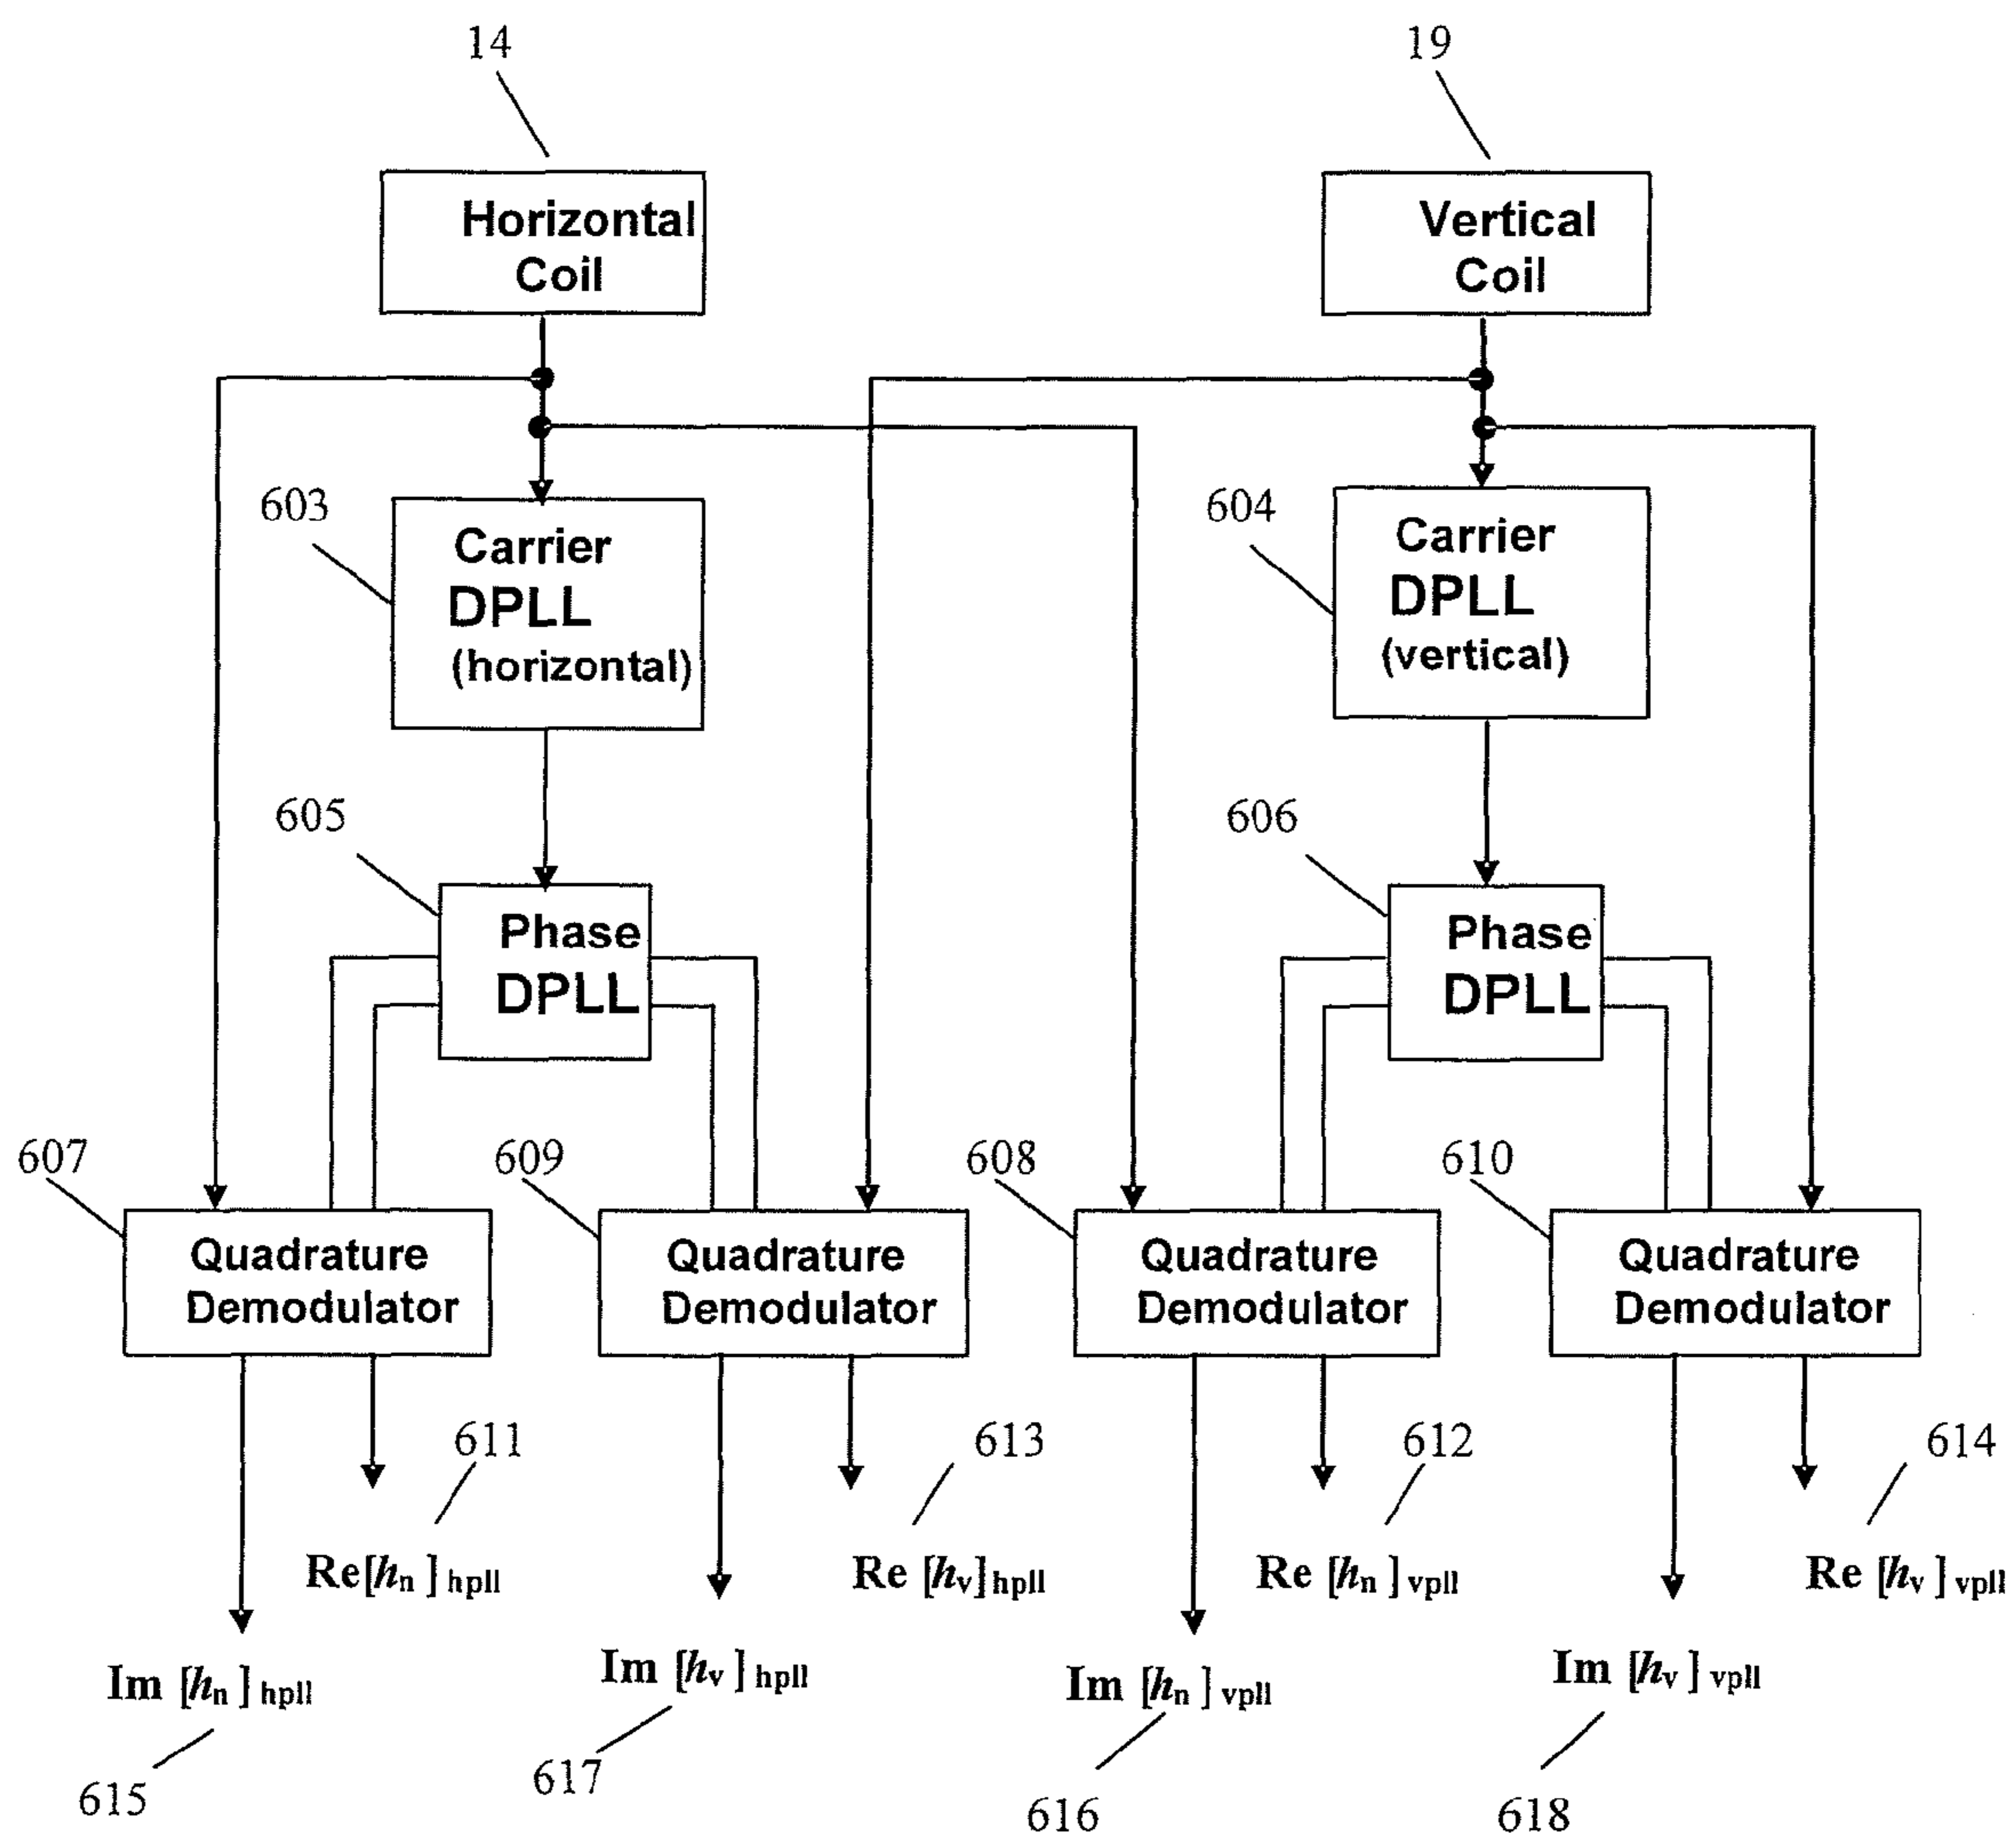 14
19
Horizontal
Coil
Vertical
Coil
603
Carrier
DPLL
(horizontal)
604
Carrier
DPLL
(vertical)
605
Phase
DPLL
606
Phase
DPLL
607
Quadrature
Demodulator
609
Quadrature
Demodulator
608
Quadrature
Demodulator
610
Quadrature
Demodulator
611
613
612
614
Re[hn]hpll
Re [hv]hpll
Re [hn]vpll
Re [hv]vpll
Im [hn]hpll
Im [hv]hpll
Im [hn]vpll
Im [hv]vpll
615
617
616
618